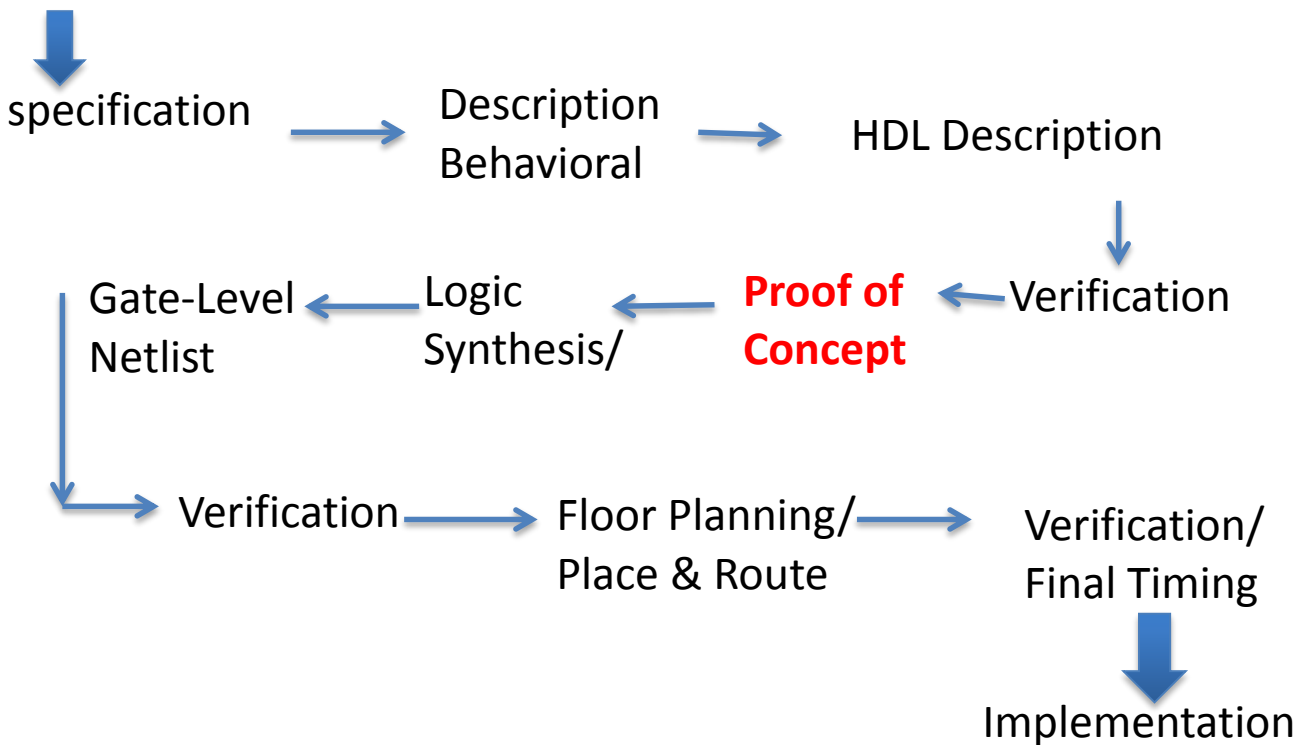 specification
Description
Behavioral
HDL Description
Gate-Level
Netlist
Logic
Synthesis/
Proof of
Concept
Verification
Verification
Floor Planning/
Place & Route
Verification/
Final Timing
Implementation